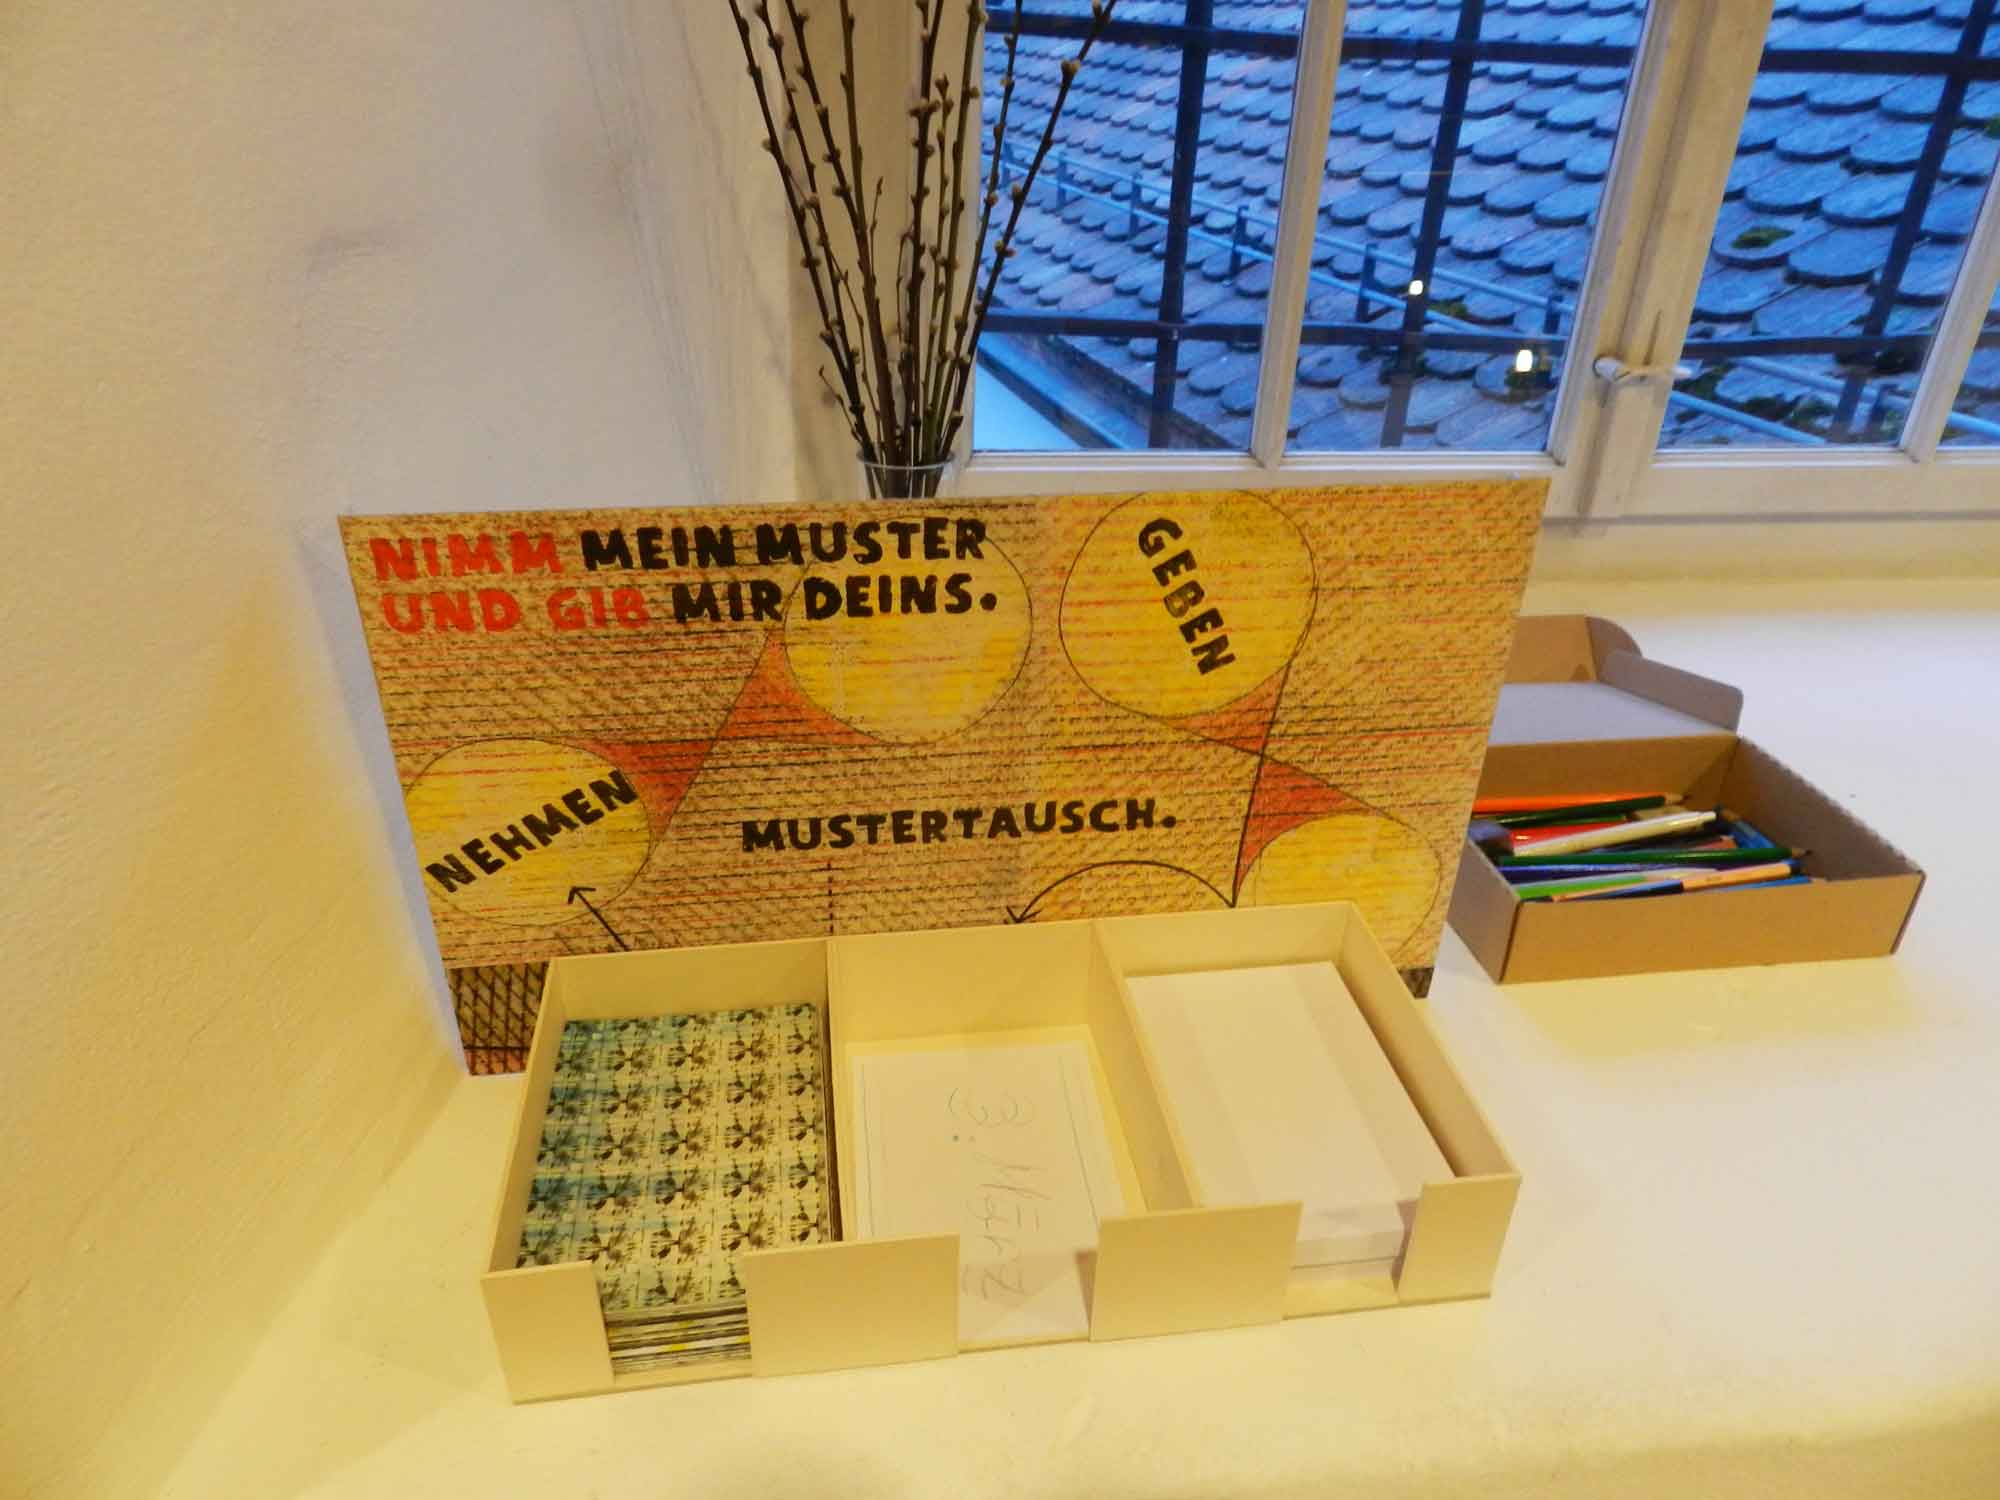 NIMM MEIN MUSTER
UND GIB MIR DEINS.
GEBEN
NEHMEN
MUSTERTAUSCH.